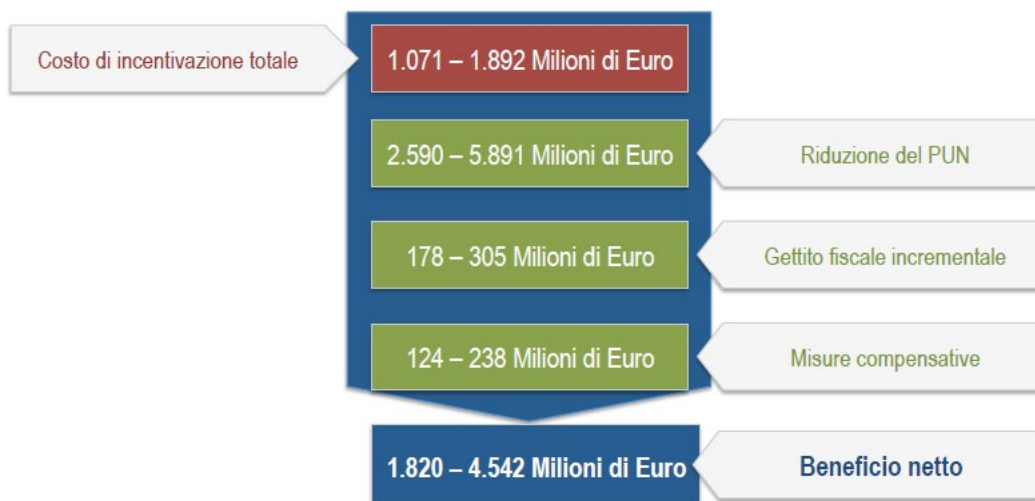 Costo di incentivazione totale
1.071 – 1.892 Milioni di Euro
2.590 – 5.891 Milioni di Euro
Riduzione del PUN
178 – 305 Milioni di Euro
Gettito fiscale incrementale
124 – 238 Milioni di Euro
Misure compensative
1.820 – 4.542 Milioni di Euro
Beneficio netto